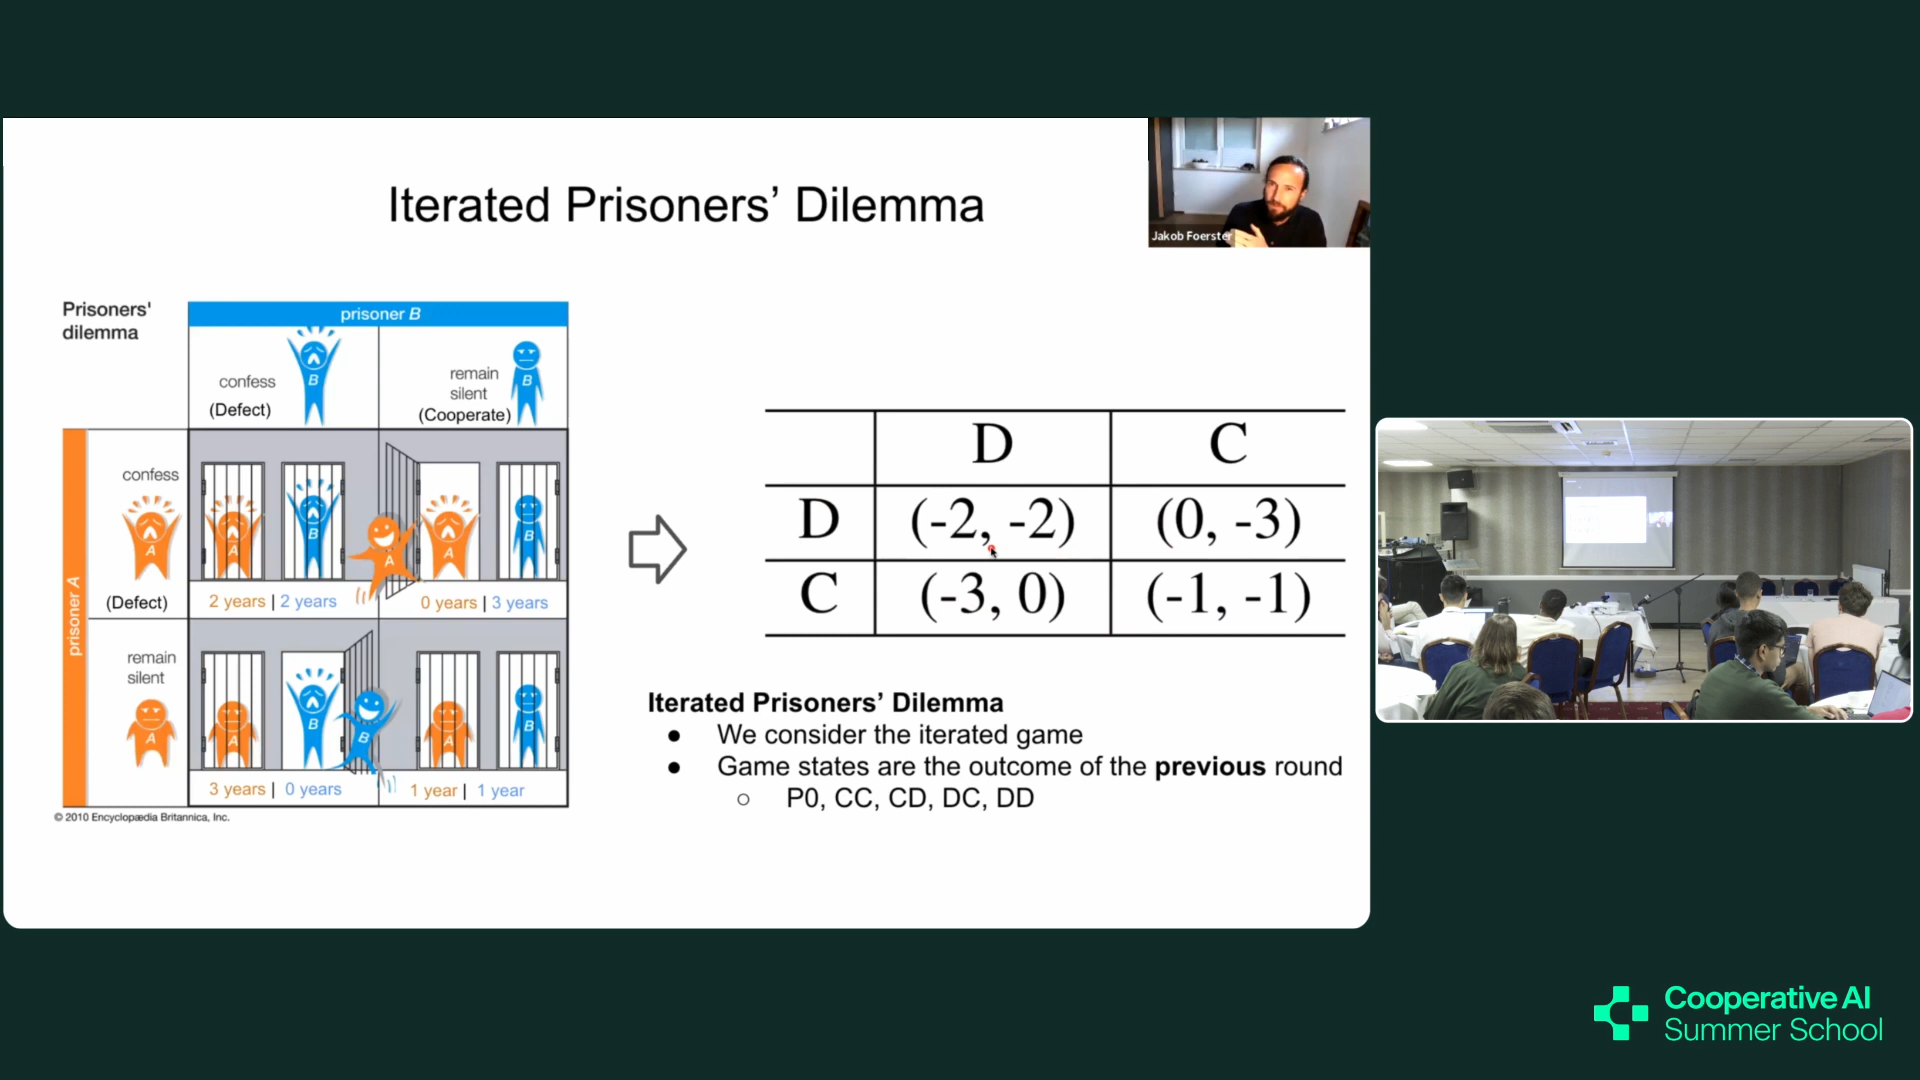 Iterated Prisoners' Dilemma
Jakob Foerster
Prisoners'
dilemma
prisoner B
confess
(Defect)
B
remain
silent
(Cooperate)
B
prisoner A
confess
A
(Defect)
A
B
A
A
B
2 years | 2 years
0 years | 3 years
remain
silent
A
A
B
B
A
B
3 years | 0 years
1 year | 1 year
© 2010 Encyclopædia Britannica, Inc.
D C
D (-2, -2) (0, -3)
C (-3, 0) (-1, -1)
Iterated Prisoners' Dilemma
● We consider the iterated game
● Game states are the outcome of the previous round
○ P0, CC, CD, DC, DD
Cooperative AI
Summer School